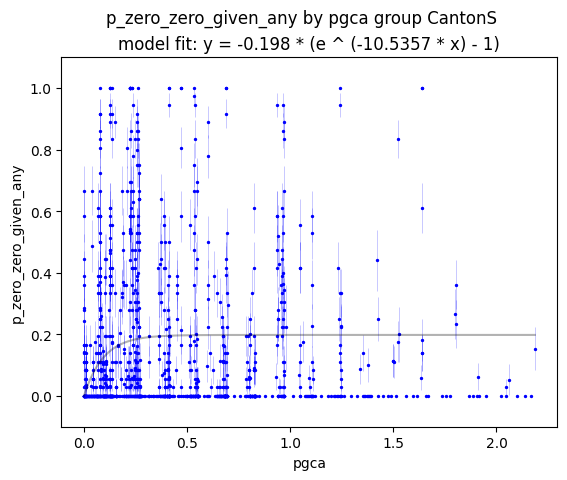 p_zero_zero_given_any by pgca group CantonS
model fit: y = -0.198 * (e ^ (-10.5357 * x) - 1)
1.0
0.8
0.6
0.4
0.2
0.0
p_zero_zero_given_any
0.0 0.5 1.0 1.5 2.0
pgca